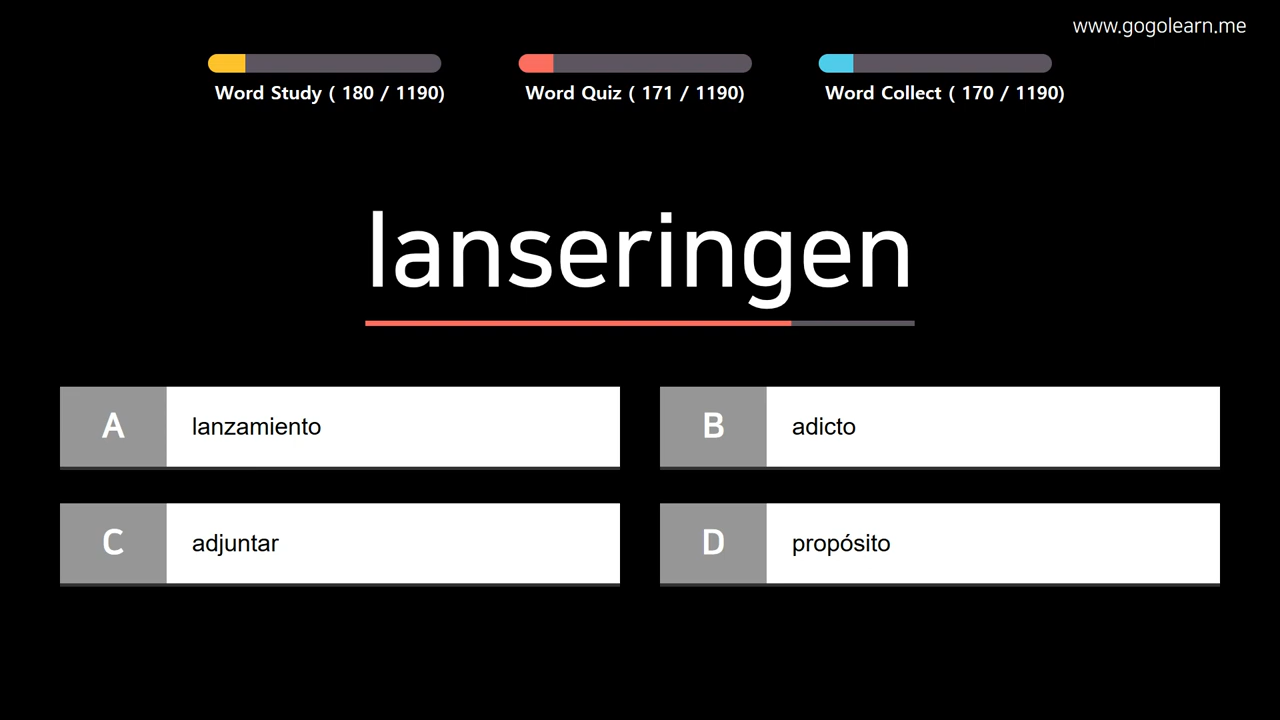 www.gogolearn.me
Word Study ( 180 / 1190)
Word Quiz ( 171 / 1190)
Word Collect ( 170 / 1190)
lanseringen
A lanzamiento
B adicto
C adjuntar
D propósito